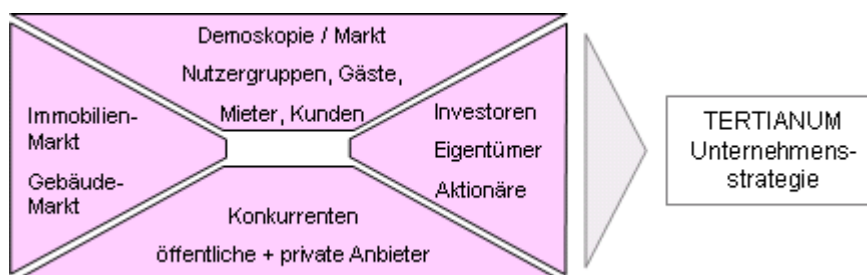 Demoskopie / Markt
Nutzergruppen, Gäste,
Mieter, Kunden
Immobilien-
Markt
Gebäude-
Markt
Investoren
Eigentümer
Aktionäre
Konkurrenten
öffentliche + private Anbieter
TERTIANUM
Unternehmens-
strategie